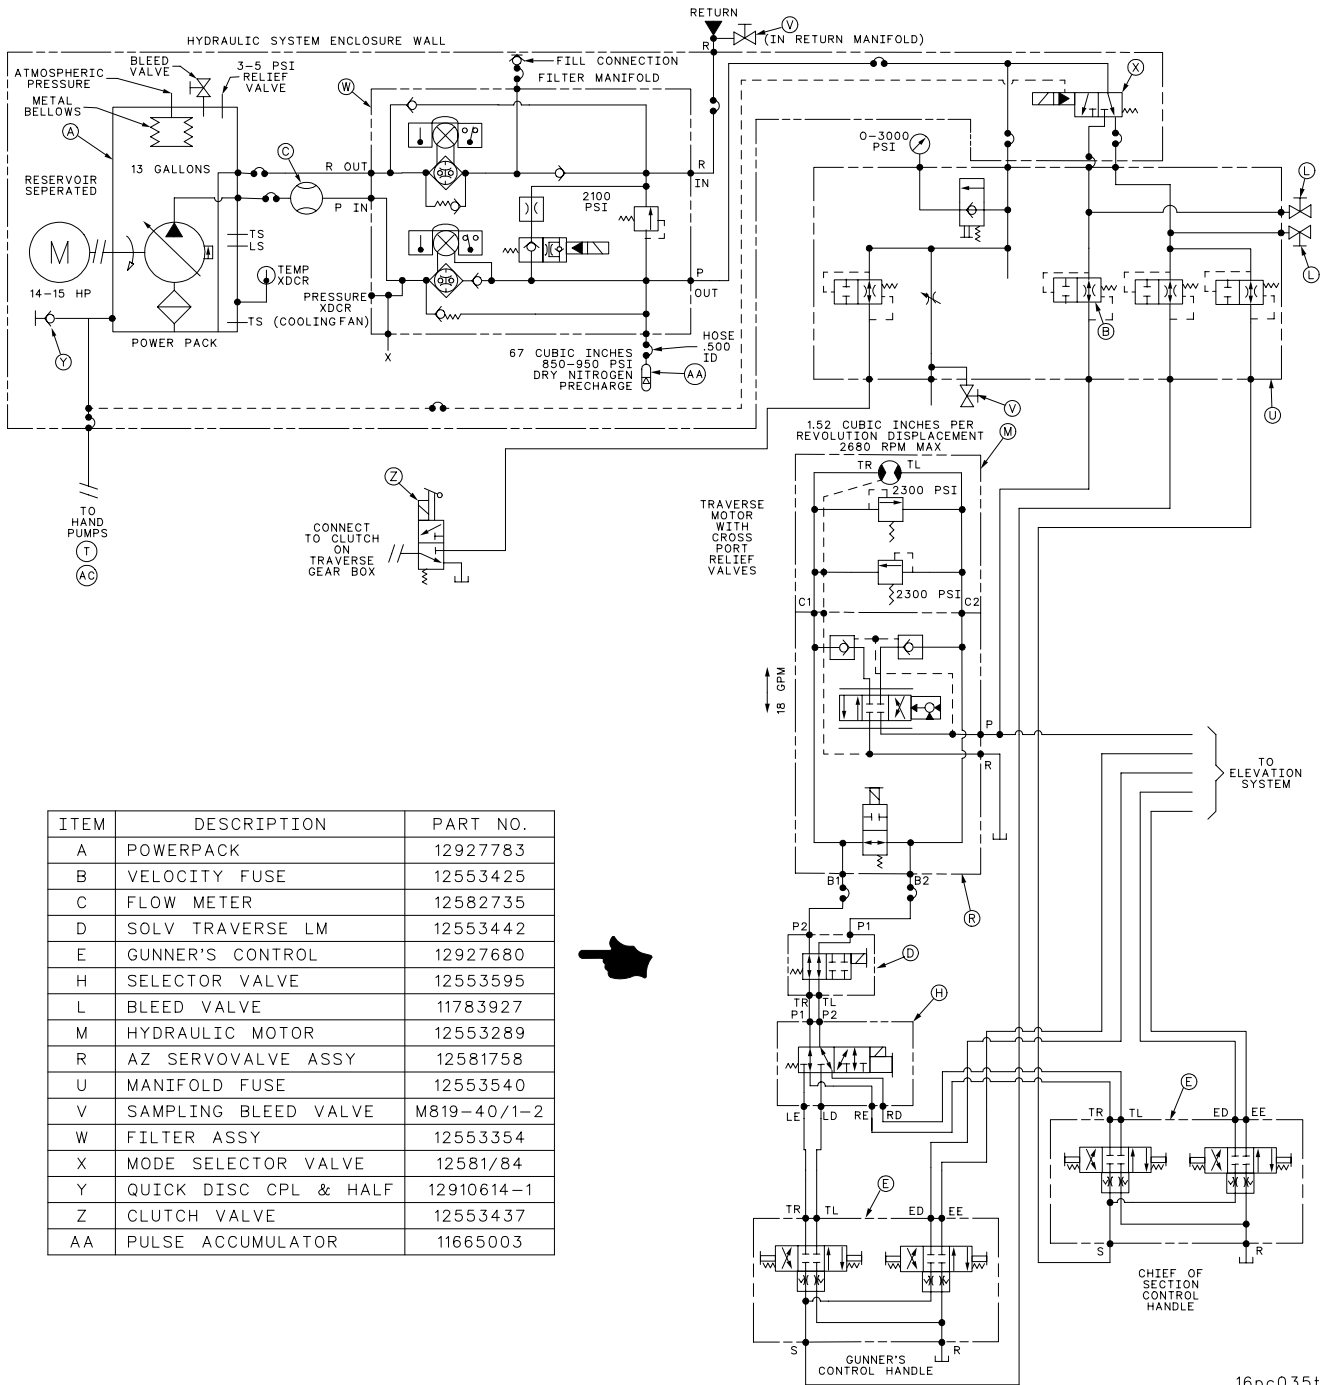 RETURN
V
(IN RETURN MANIFOLD)
R
HYDRAULIC SYSTEM ENCLOSURE WALL
BLEED
VALVE
3-5 PSI
RELIEF
VALVE
ATMOSPHERIC
PRESSURE
METAL
BELLOWS
A
W
FILL CONNECTION
FILTER MANIFOLD
X
O-3000
PSI
C
13 GALLONS
R OUT
R
IN
RESERVOIR
SEPERATED
P IN
2100
PSI
L
L
TS
LS
M
14-15 HP
TEMP
XDCR
P
OUT
PRESSURE
XDCR
TS (COOLING FAN)
B
POWER PACK
Y
X
HOSE
.500
ID
67 CUBIC INCHES
850-950 PSI
DRY NITROGEN
PRECHARGE
AA
V
U
1.52 CUBIC INCHES PER
REVOLUTION DISPLACEMENT
2680 RPM MAX
M
TR
TL
Z
2300 PSI
TO
HAND
PUMPS
T
AC
CONNECT
TO CLUTCH
ON
TRAVERSE
GEAR BOX
TRAVERSE
MOTOR
WITH
CROSS
PORT
RELIEF
VALVES
2300 PSI
C1
C2
18 GPM
P
R
TO
ELEVATION
SYSTEM
ITEM DESCRIPTION PART NO.
A POWERPACK 12927783
B VELOCITY FUSE 12553425
C FLOW METER 12582735
D SOLV TRAVERSE LM 12553442
E GUNNER'S CONTROL 12927680
H SELECTOR VALVE 12553595
L BLEED VALVE 11783927
M HYDRAULIC MOTOR 12553289
R AZ SERVOVALVE ASSY 12581758
U MANIFOLD FUSE 12553540
V SAMPLING BLEED VALVE M819-40/1-2
W FILTER ASSY 12553354
X MODE SELECTOR VALVE 12581/84
Y QUICK DISC CPL & HALF 12910614-1
Z CLUTCH VALVE 12553437
AA PULSE ACCUMULATOR 11665003
B1
B2
R
P2
P1
D
TR
TL
P1
P2
H
LE
LD
RE
RD
E
TR
TL
ED
EE
S
R
CHIEF OF
SECTION
CONTROL
HANDLE
E
TR
TL
ED
EE
S
R
GUNNER'S
CONTROL HANDLE